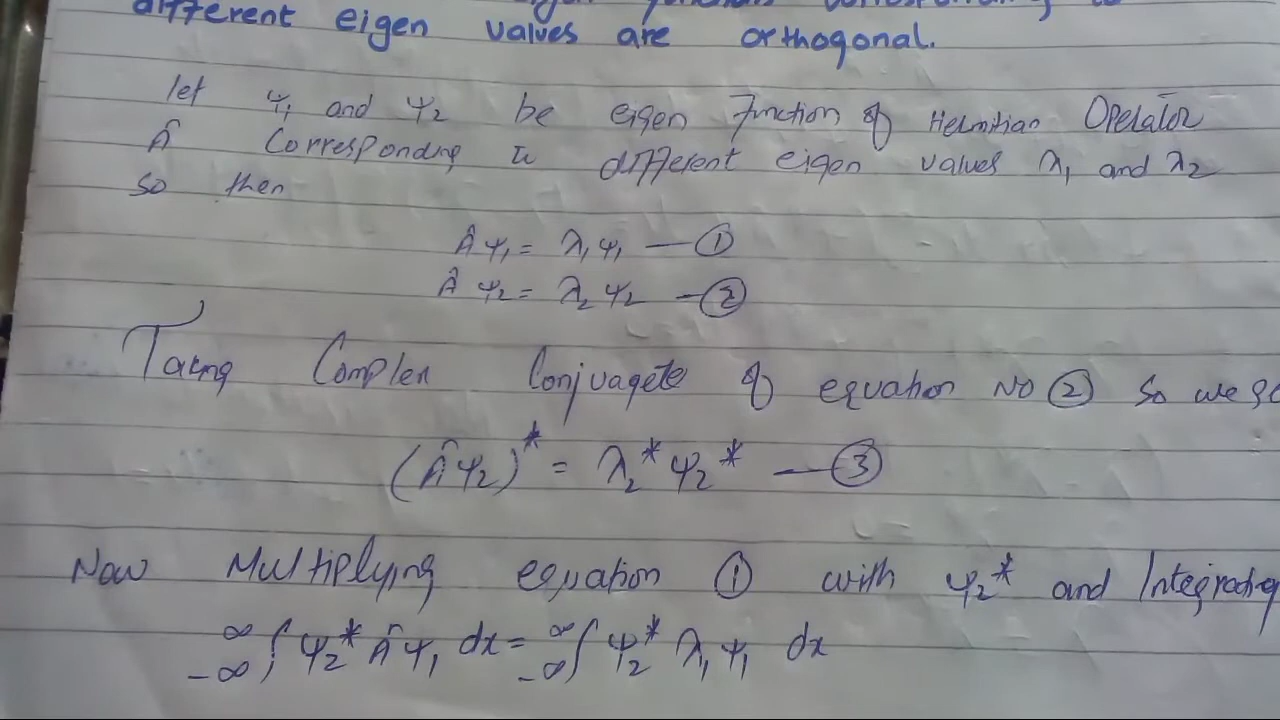 different eigen values are orthogonal.
let ψ₁ and ψ₂ be eigen function of Hermitian Operator
Â Corresponding to different eigen values λ₁ and λ₂
so then
Âψ₁ = λ₁ψ₁ — ①
Âψ₂ = λ₂ψ₂ — ②
Taking Complex Conjuagete of equation No ② So we ge
(Âψ₂)* = λ₂*ψ₂* — ③
Now Multiplying equation ① with ψ₂* and Integrating
∞ -∞∫ ψ₂* Âψ₁ dx = ∞ -∞∫ ψ₂* λ₁ψ₁ dx